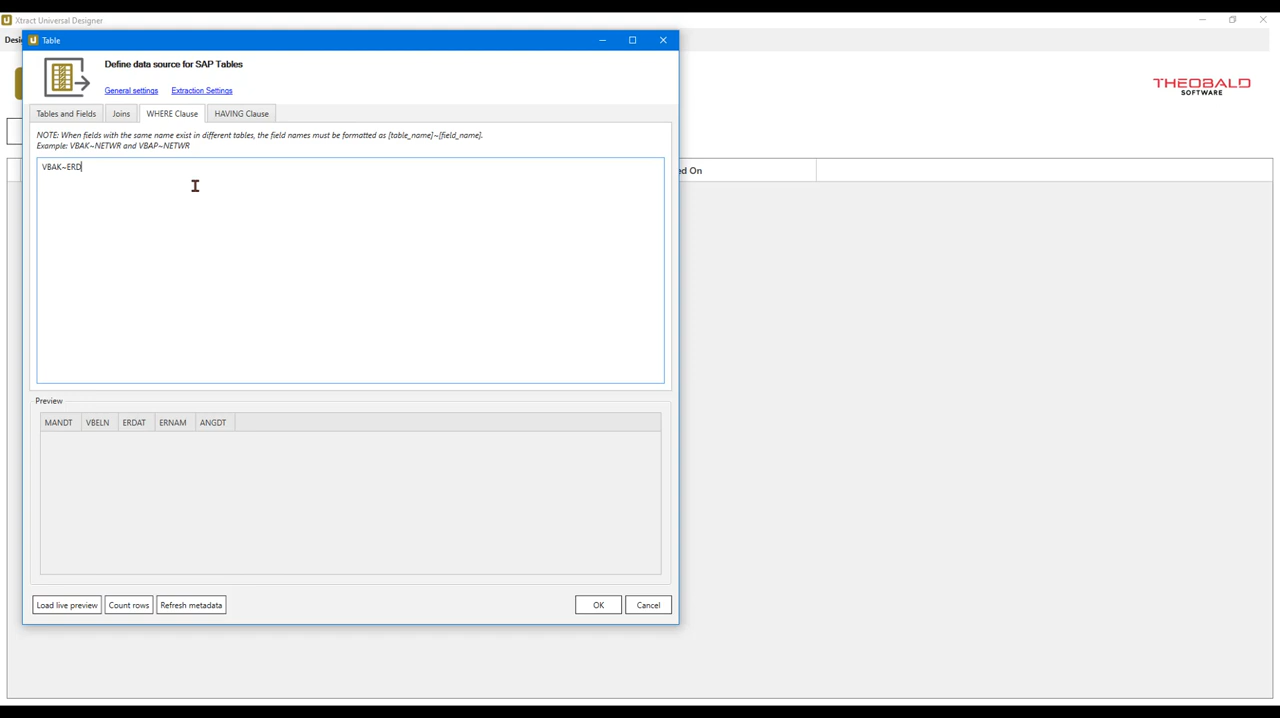 Xtract Universal Designer
Table
Define data source for SAP Tables
General settings
Extraction Settings
THEOBALD
SOFTWARE
Tables and Fields
Joins
WHERE Clause
HAVING Clause
NOTE: When fields with the same name exist in different tables, the field names must be formatted as [table_name]~[field_name].
Example: VBAK~NETWR and VBAP~NETWR
VBAK~ERD
ed On
Preview
MANDT
VBELN
ERDAT
ERNAM
ANGDT
Load live preview
Count rows
Refresh metadata
OK
Cancel